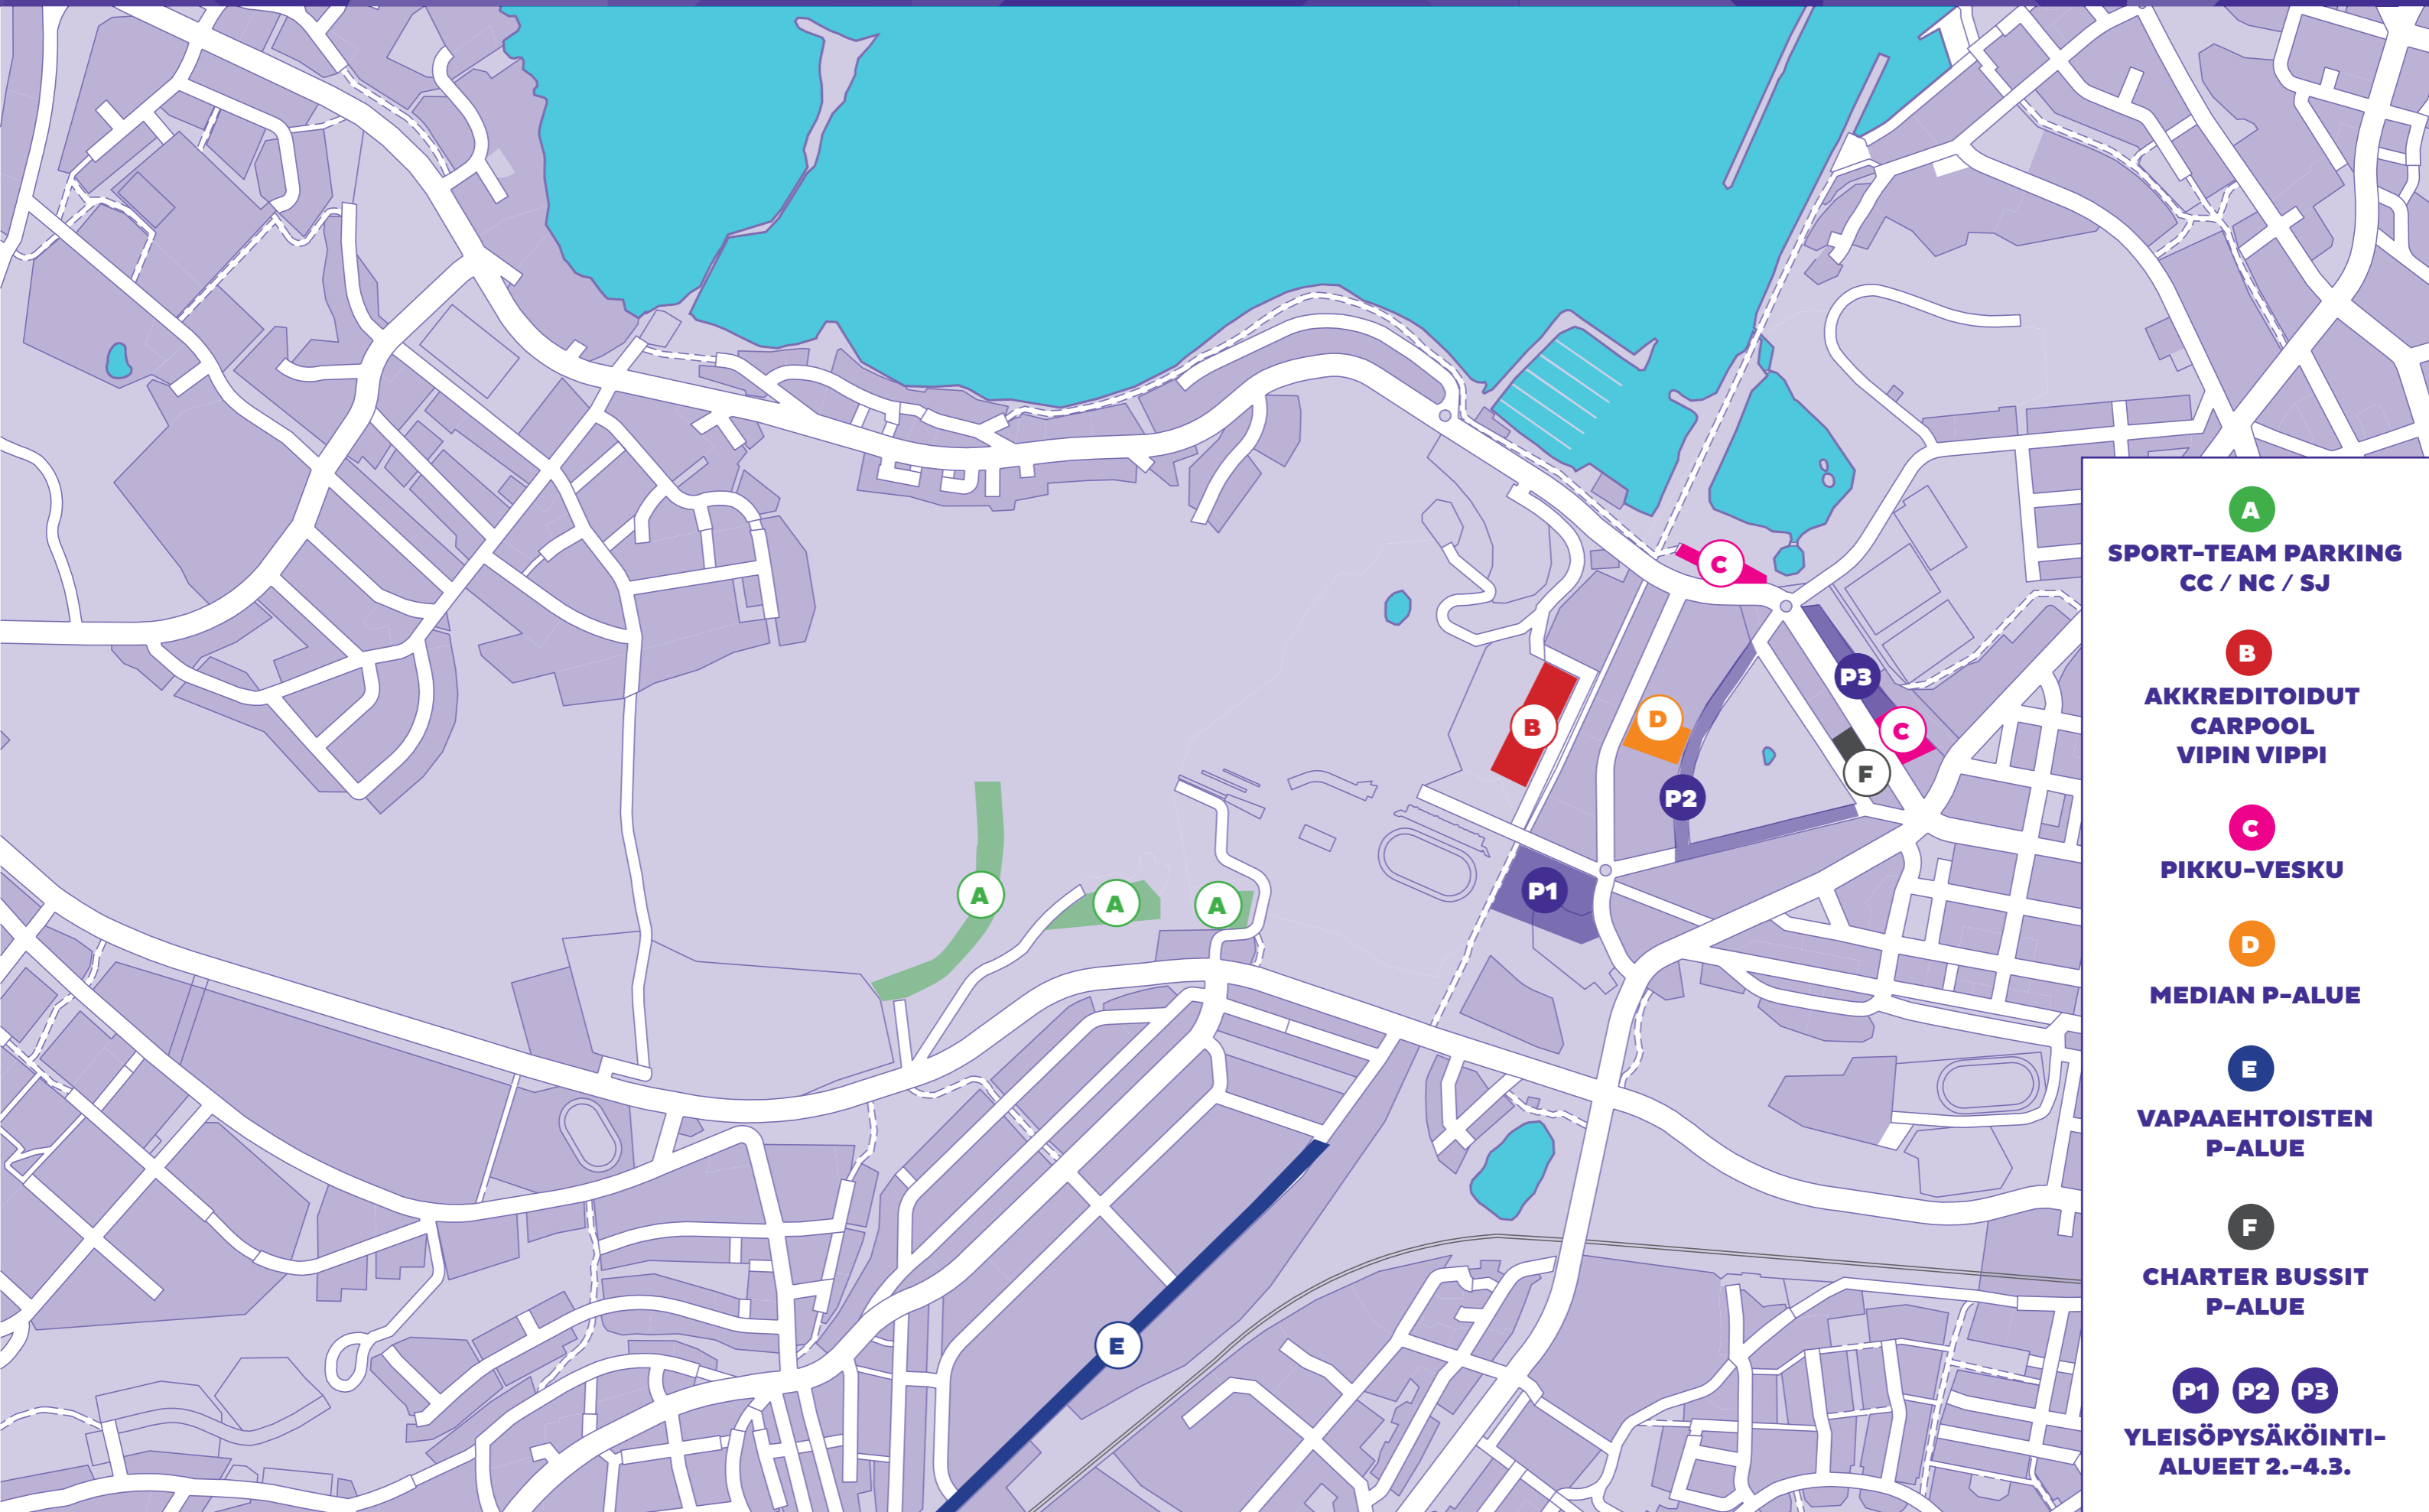 C
P3
B
D
C
F
P2
A
A
A
P1
E
A
SPORT-TEAM PARKING
CC / NC / SJ
B
AKKREDITOIDUT
CARPOOL
VIPIN VIPPI
C
PIKKU-VESKU
D
MEDIAN P-ALUE
E
VAPAAEHTOISTEN
P-ALUE
F
CHARTER BUSSIT
P-ALUE
P1 P2 P3
YLEISÖPYSÄKÖINTI-
ALUEET 2.-4.3.